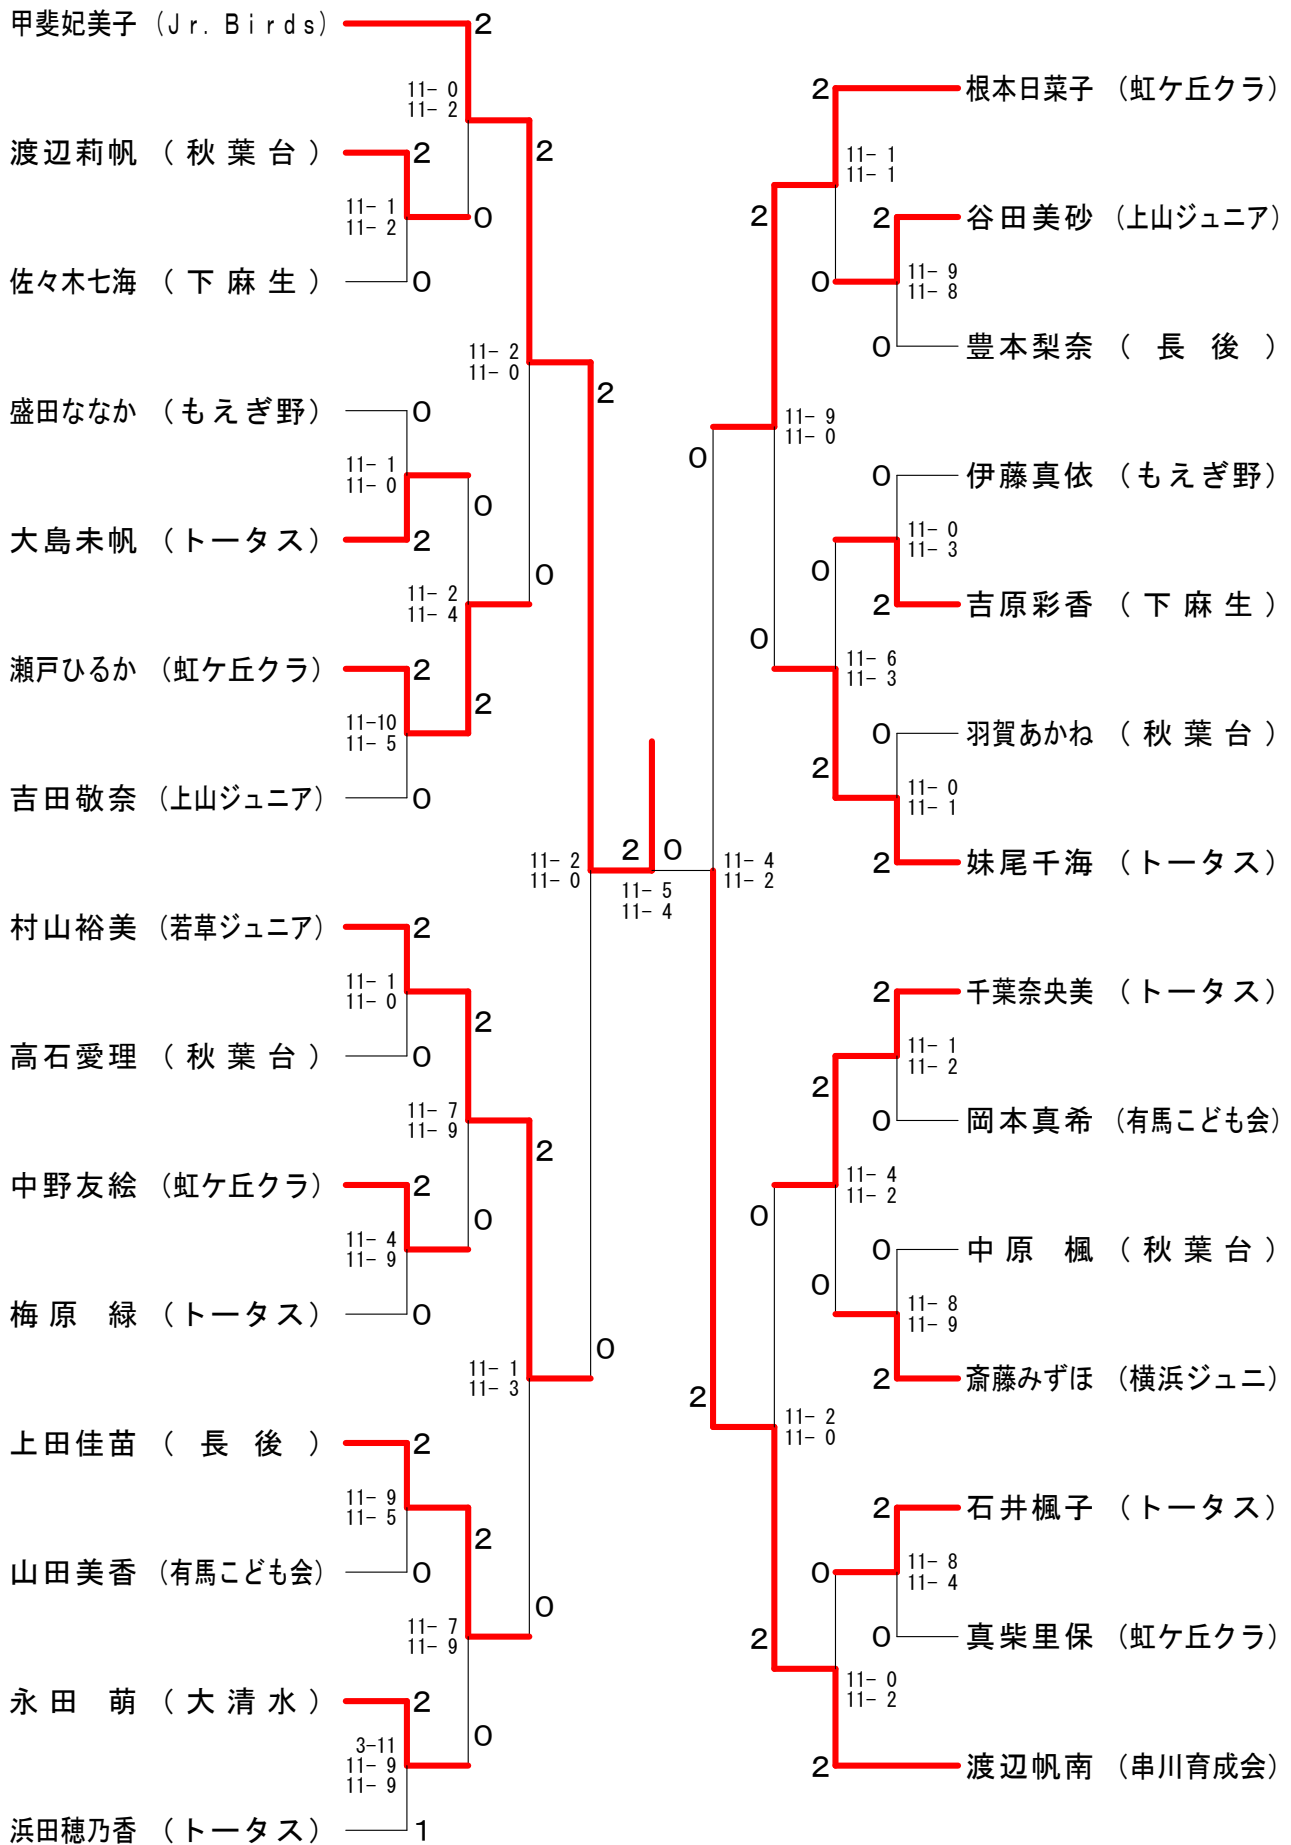 甲斐妃美子 (Jr. Birds) 2
11- 0
11- 2
渡辺莉帆 (秋葉台) 2
2
11- 1
11- 2
0
佐々木七海 (下麻生) 0
11- 2
11- 0
2
盛田ななか (もえぎ野) 0
11- 1
11- 0
0
大島未帆 (トータス) 2
0
11- 2
11- 4
瀬戸ひるか (虹ケ丘クラ) 2
2
11-10
11- 5
吉田敬奈 (上山ジュニア) 0
11- 2
11- 0
2 0
11- 5
11- 4
村山裕美 (若草ジュニア) 2
11- 1
11- 0
2
高石愛理 (秋葉台) 0
11- 7
11- 9
2
中野友絵 (虹ケ丘クラ) 2
0
11- 4
11- 9
梅原 緑 (トータス) 0
0
11- 1
11- 3
上田佳苗 (長後) 2
11- 9
11- 5
2
山田美香 (有馬こども会) 0
0
11- 7
11- 9
永田 萌 (大清水) 2
0
3-11
11- 9
11- 9
浜田穂乃香 (トータス) 1
2 根本日菜子 (虹ケ丘クラ)
11- 1
11- 1
2
2 谷田美砂 (上山ジュニア)
0
11- 9
11- 8
0 豊本梨奈 (長後)
11- 9
11- 0
0
0 伊藤真依 (もえぎ野)
11- 0
11- 3
0
2 吉原彩香 (下麻生)
0
11- 6
11- 3
0 羽賀あかね (秋葉台)
2
11- 0
11- 1
2 妹尾千海 (トータス)
11- 4
11- 2
2 千葉奈央美 (トータス)
11- 1
11- 2
2
0 岡本真希 (有馬こども会)
11- 4
11- 2
0
0 中原 楓 (秋葉台)
0
11- 8
11- 9
2 斎藤みずほ (横浜ジュニ)
2
11- 2
11- 0
2 石井楓子 (トータス)
0
11- 8
11- 4
0 真柴里保 (虹ケ丘クラ)
2
11- 0
11- 2
2 渡辺帆南 (串川育成会)